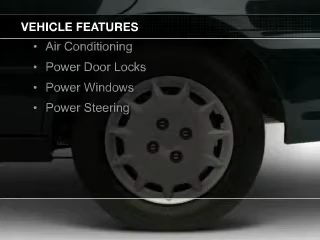 VEHICLE FEATURES
• Air Conditioning
• Power Door Locks
• Power Windows
• Power Steering